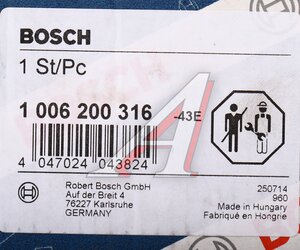 BOSCH
1 St/Pc
1 006 200 316 -43E
4 047024 043824
Robert Bosch GmbH
Auf der Breit 4
76227 Karlsruhe
GERMANY
250714
960
Made in Hungary
Fabriqué en Hongrie